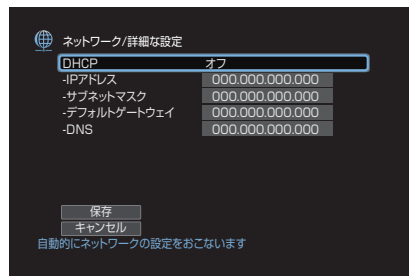 ネットワーク/詳細な設定
DHCP オフ
-IPアドレス 000.000.000.000
-サブネットマスク 000.000.000.000
-デフォルトゲートウェイ 000.000.000.000
-DNS 000.000.000.000
保存
キャンセル
自動的にネットワークの設定をおこないます